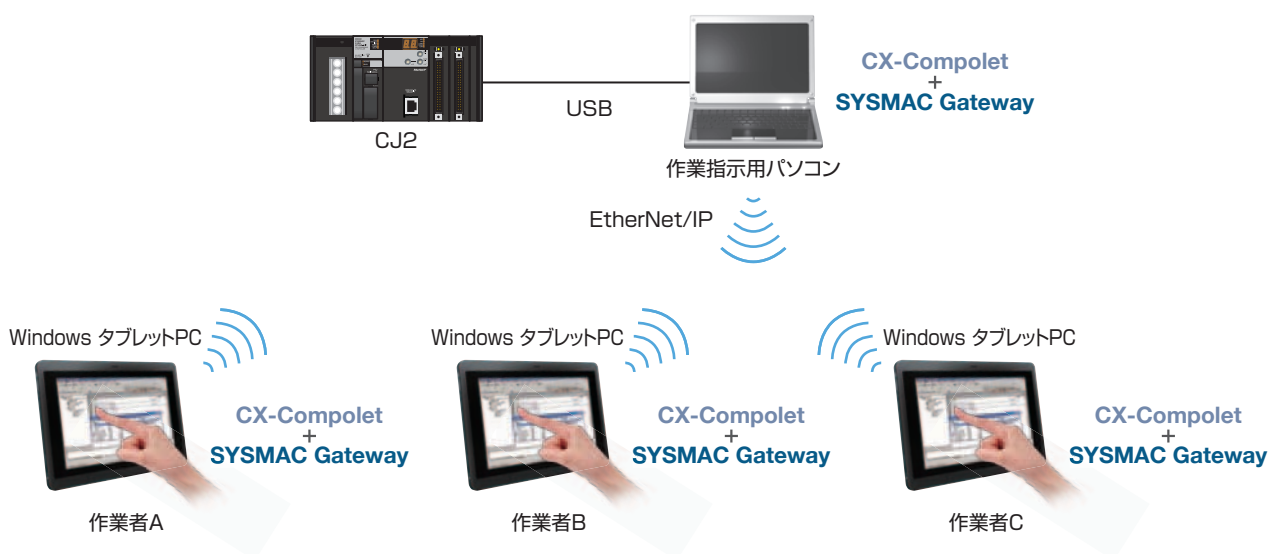 CX-Compolet
+
SYSMAC Gateway
USB
CJ2
作業指示用パソコン
EtherNet/IP
Windows タブレットPC
CX-Compolet
+
SYSMAC Gateway
作業者A
Windows タブレットPC
CX-Compolet
+
SYSMAC Gateway
作業者B
Windows タブレットPC
CX-Compolet
+
SYSMAC Gateway
作業者C